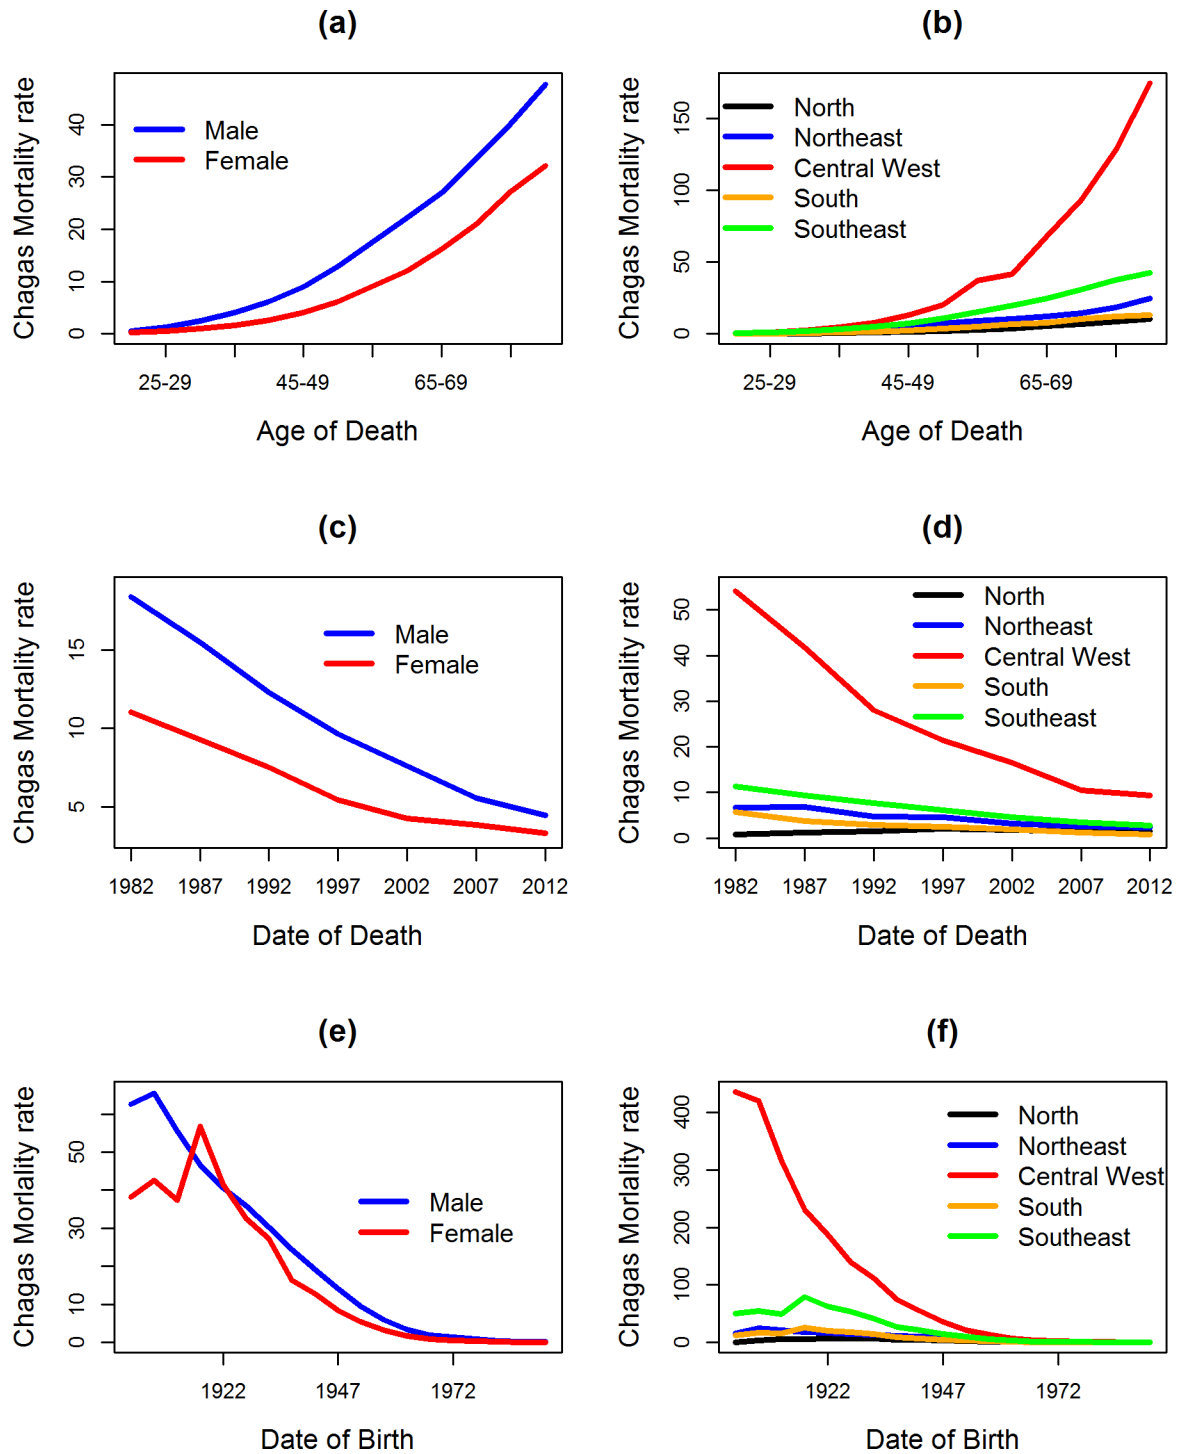 (a)
Chagas Mortality rate
0
10
20
30
40
Male
Female
25-29
45-49
65-69
Age of Death
(b)
Chagas Mortality rate
0
50
100
150
North
Northeast
Central West
South
Southeast
25-29
45-49
65-69
Age of Death
(c)
Chagas Mortality rate
5
10
15
Male
Female
1982
1987
1992
1997
2002
2007
2012
Date of Death
(d)
Chagas Mortality rate
0
10
20
30
40
50
North
Northeast
Central West
South
Southeast
1982
1987
1992
1997
2002
2007
2012
Date of Death
(e)
Chagas Morlality rate
0
10
30
50
Male
Female
1922
1947
1972
Date of Birth
(f)
Chagas Morlality rate
0
100
200
300
400
North
Northeast
Central West
South
Southeast
1922
1947
1972
Date of Birth